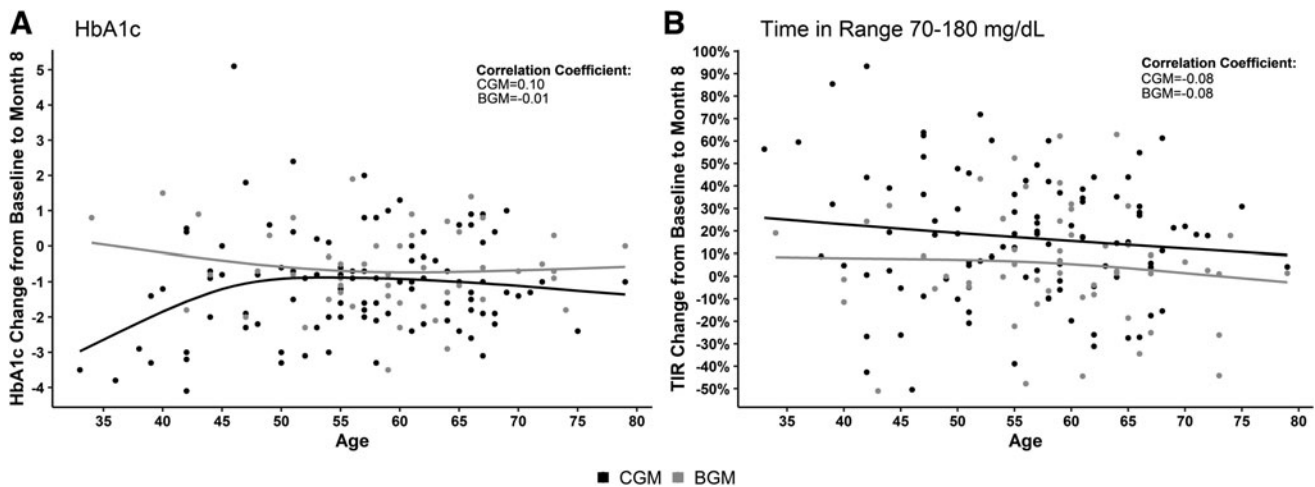 A HbA1c
HbA1c Change from Baseline to Month 8
5
4
3
2
1
0
-1
-2
-3
-4
Correlation Coefficient:
CGM=0.10
BGM=-0.01
35 40 45 50 55 60 65 70 75 80
Age
B Time in Range 70-180 mg/dL
TIR Change from Baseline to Month 8
100%
90%
80%
70%
60%
50%
40%
30%
20%
10%
0%
-10%
-20%
-30%
-40%
-50%
Correlation Coefficient:
CGM=-0.08
BGM=-0.08
35 40 45 50 55 60 65 70 75 80
Age
CGM BGM